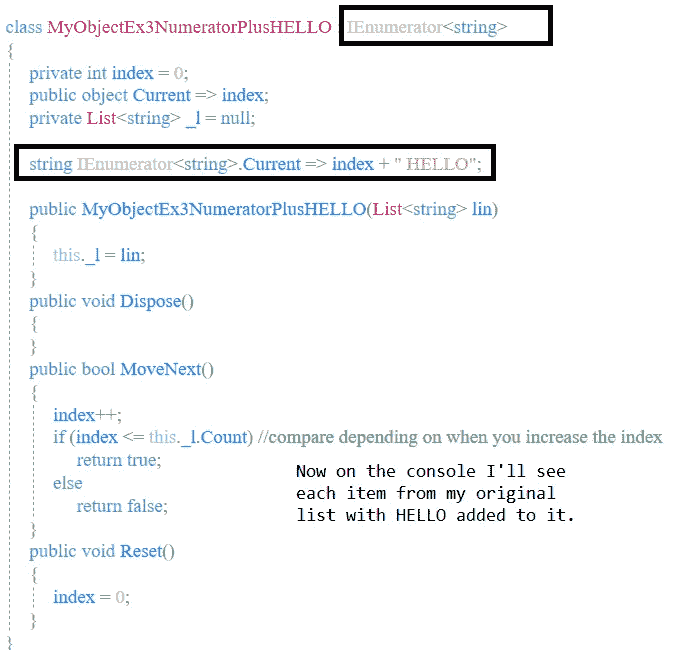 class MyObjectEx3NumeratorPlusHELLO : IEnumerator<string>
{
private int index = 0;
public object Current => index;
private List<string> _l = null;
string IEnumerator<string>.Current => index + " HELLO";
public MyObjectEx3NumeratorPlusHELLO(List<string> lin)
{
this._l = lin;
}
public void Dispose()
{
}
public bool MoveNext()
{
index++;
if (index <= this._l.Count) //compare depending on when you increase the index
return true;
else
return false;
}
Now on the console I'll see
each item from my original
list with HELLO added to it.
public void Reset()
{
index = 0;
}
}